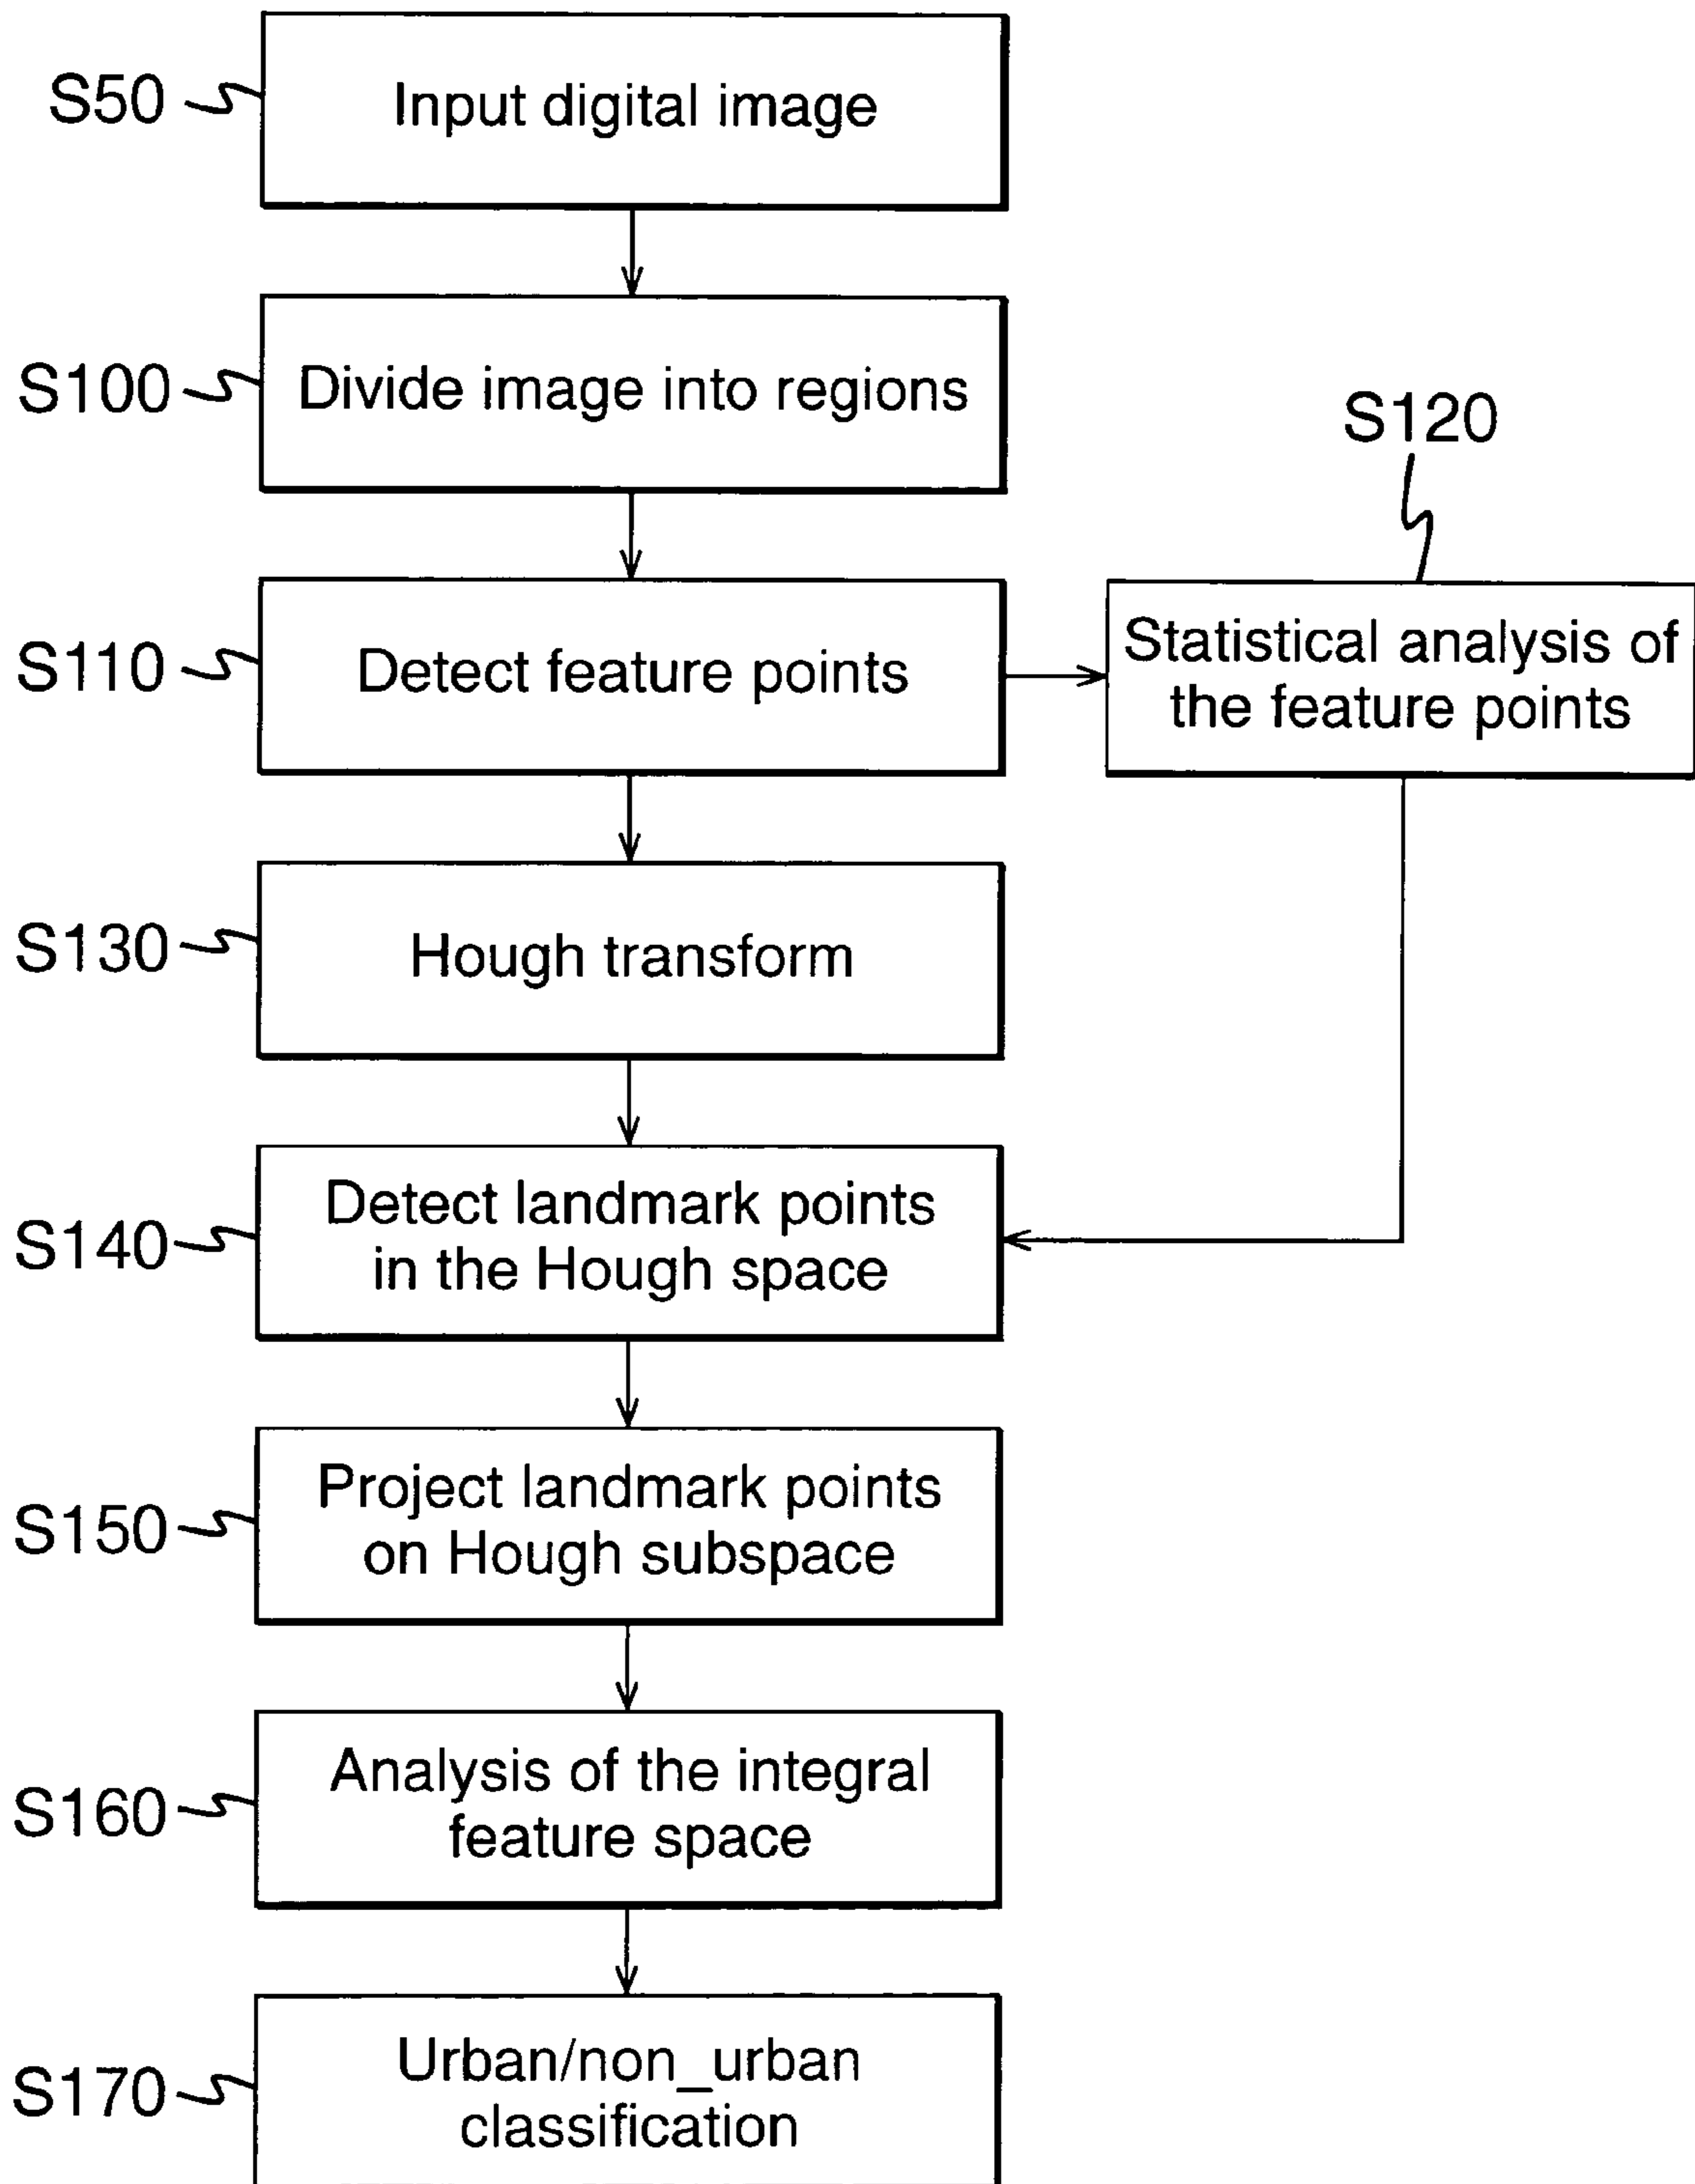 S50
Input digital image
S100
Divide image into regions
S120
S110
Detect feature points
Statistical analysis of
the feature points
S130
Hough transform
S140
Detect landmark points
in the Hough space
S150
Project landmark points
on Hough subspace
S160
Analysis of the integral
feature space
S170
Urban/non_urban
classification